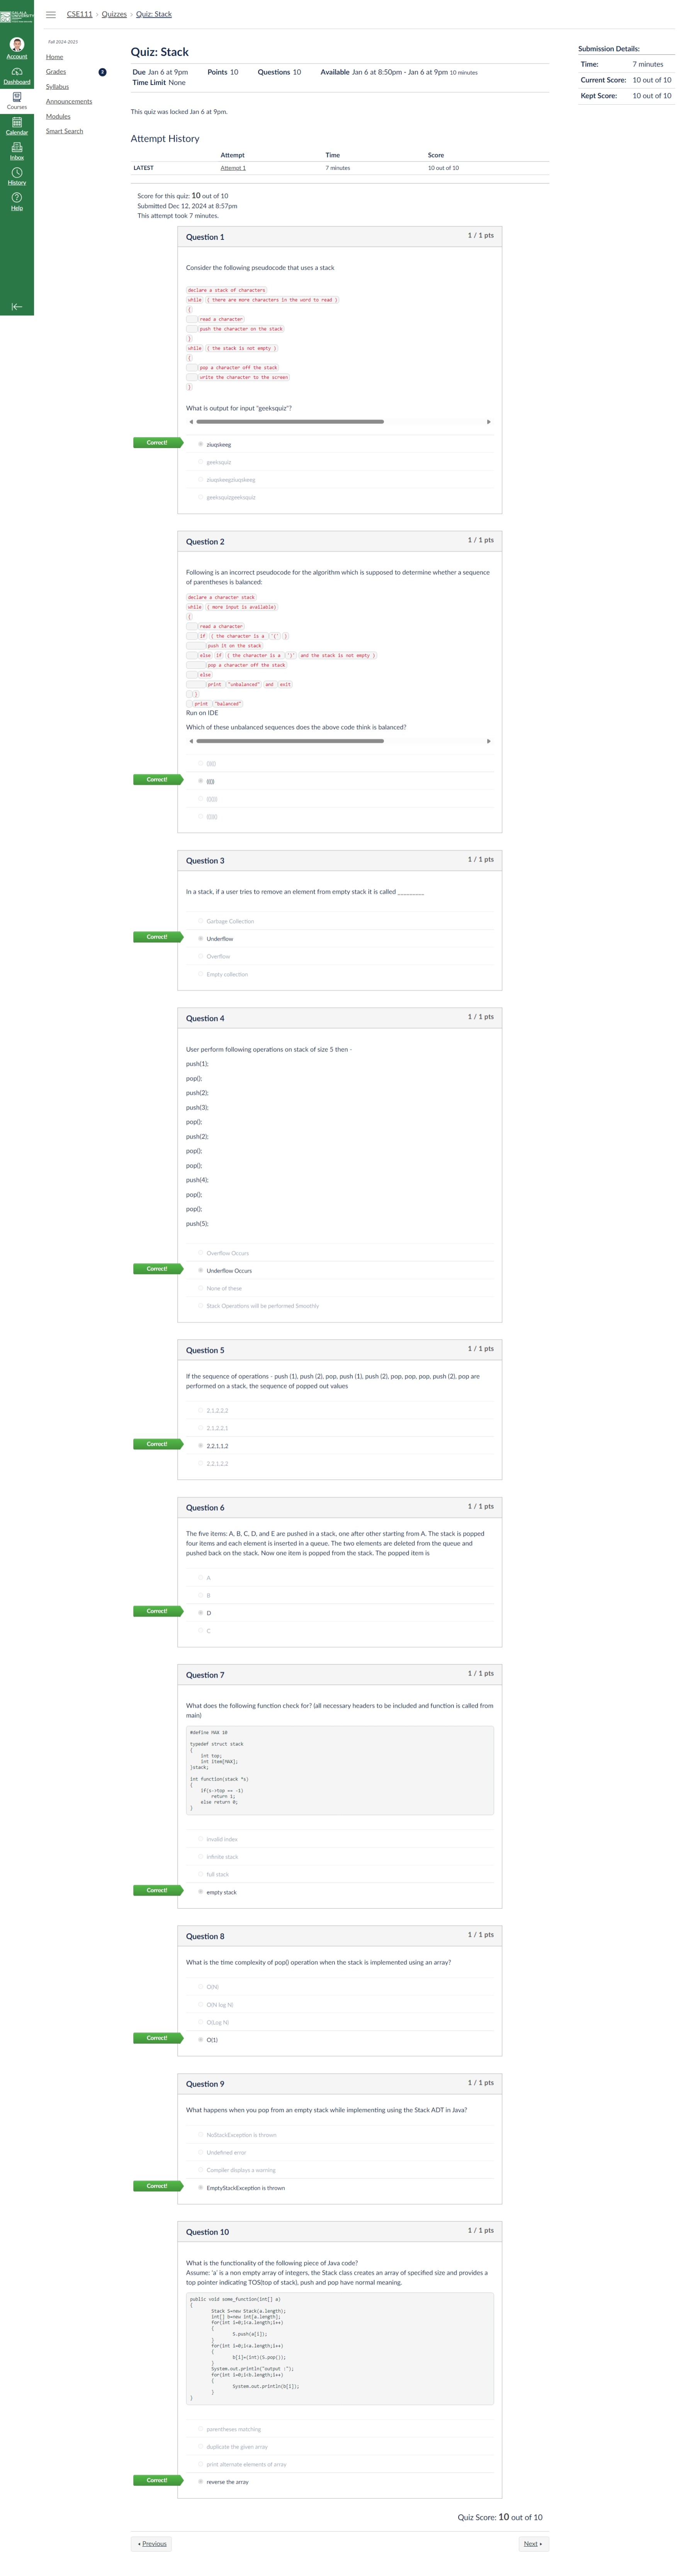 CSE111 › Quizzes › Quiz: Stack
Account
Dashboard
Courses
Calendar
Inbox
History
Help
Fall 2024-2025
Home
Grades
Syllabus
Announcements
Modules
Smart Search
Quiz: Stack
Due Jan 6 at 9pm Points 10 Questions 10 Available Jan 6 at 8:50pm - Jan 6 at 9pm 10 minutes
Time Limit None
This quiz was locked Jan 6 at 9pm.
Attempt History
Attempt Time Score
LATEST Attempt 1 7 minutes 10 out of 10
Submission Details:
Time: 7 minutes
Current Score: 10 out of 10
Kept Score: 10 out of 10
Score for this quiz: 10 out of 10
Submitted Dec 12, 2024 at 8:57pm
This attempt took 7 minutes.
Question 1 1 / 1 pts
Consider the following pseudocode that uses a stack
declare a stack of characters
while ( there are more characters in the word to read )
{
read a character
push the character on the stack
}
while ( the stack is not empty )
{
pop a character off the stack
write the character to the screen
}
What is output for input "geeksquiz"?
Correct!
ziuqskeeg
geeksquiz
ziuqskeegziuqskeeg
geeksquizgeeksquiz
Question 2 1 / 1 pts
Following is an incorrect pseudocode for the algorithm which is supposed to determine whether a sequence
of parentheses is balanced:
declare a character stack
while ( more input is available)
{
read a character
if ( the character is a '(' )
push it on the stack
else if ( the character is a ')' and the stack is not empty )
pop a character off the stack
else
print "unbalanced" and exit
}
print "balanced"
Run on IDE
Which of these unbalanced sequences does the above code think is balanced?
Correct!
Question 3 1 / 1 pts
In a stack, if a user tries to remove an element from empty stack it is called _________
Garbage Collection
Correct!
Underflow
Overflow
Empty collection
Question 4 1 / 1 pts
User perform following operations on stack of size 5 then -
push(1);
pop();
push(2);
push(3);
pop();
push(2);
pop();
pop();
push(4);
pop();
pop();
push(5);
Overflow Occurs
Correct!
Underflow Occurs
None of these
Stack Operations will be performed Smoothly
Question 5 1 / 1 pts
If the sequence of operations - push (1), push (2), pop, push (1), push (2), pop, pop, pop, push (2), pop are
performed on a stack, the sequence of popped out values
2,1,2,2,2
2,1,2,2,1
Correct!
2,2,1,1,2
2,2,1,2,2
Question 6 1 / 1 pts
The five items: A, B, C, D, and E are pushed in a stack, one after other starting from A. The stack is popped
four items and each element is inserted in a queue. The two elements are deleted from the queue and
pushed back on the stack. Now one item is popped from the stack. The popped item is
A
B
Correct!
D
C
Question 7 1 / 1 pts
What does the following function check for? (all necessary headers to be included and function is called from
main)
#define MAX 10
typedef struct stack
{
int top;
int item[MAX];
}stack;
int function(stack *s)
{
if(s->top == -1)
return 1;
else return 0;
}
invalid index
infinite stack
full stack
Correct!
empty stack
Question 8 1 / 1 pts
What is the time complexity of pop() operation when the stack is implemented using an array?
O(N)
O(N log N)
O(Log N)
Correct!
O(1)
Question 9 1 / 1 pts
What happens when you pop from an empty stack while implementing using the Stack ADT in Java?
NoStackException is thrown
Undefined error
Compiler displays a warning
Correct!
EmptyStackException is thrown
Question 10 1 / 1 pts
What is the functionality of the following piece of Java code?
Assume: 'a' is a non empty array of integers, the Stack class creates an array of specified size and provides a
top pointer indicating TOS(top of stack), push and pop have normal meaning.
public void some_function(int[] a)
{
Stack S=new Stack(a.length);
int[] b=new int[a.length];
for(int i=0;i<a.length;i++)
{
S.push(a[i]);
}
for(int i=0;i<a.length;i++)
{
b[i]=(int)(S.pop());
}
System.out.println("output :");
for(int i=0;i<b.length;i++)
{
System.out.println(b[i]);
}
}
parentheses matching
duplicate the given array
print alternate elements of array
Correct!
reverse the array
Quiz Score: 10 out of 10
Previous
Next